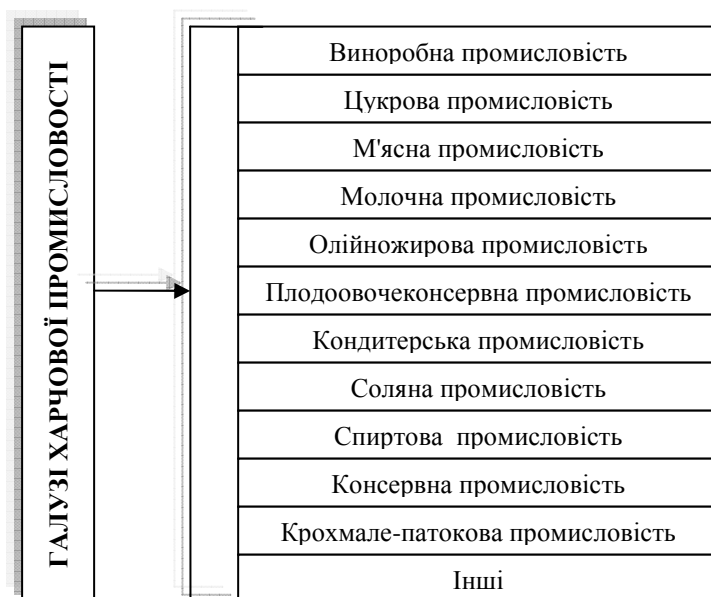 ГАЛУЗІ ХАРЧОВОЇ ПРОМИСЛОВОСТІ
Виноробна промисловість
Цукрова промисловість
М'ясна промисловість
Молочна промисловість
Олійножирова промисловість
Плодоовочеконсервна промисловість
Кондитерська промисловість
Соляна промисловість
Спиртова промисловість
Консервна промисловість
Крохмале-патокова промисловість
Інші